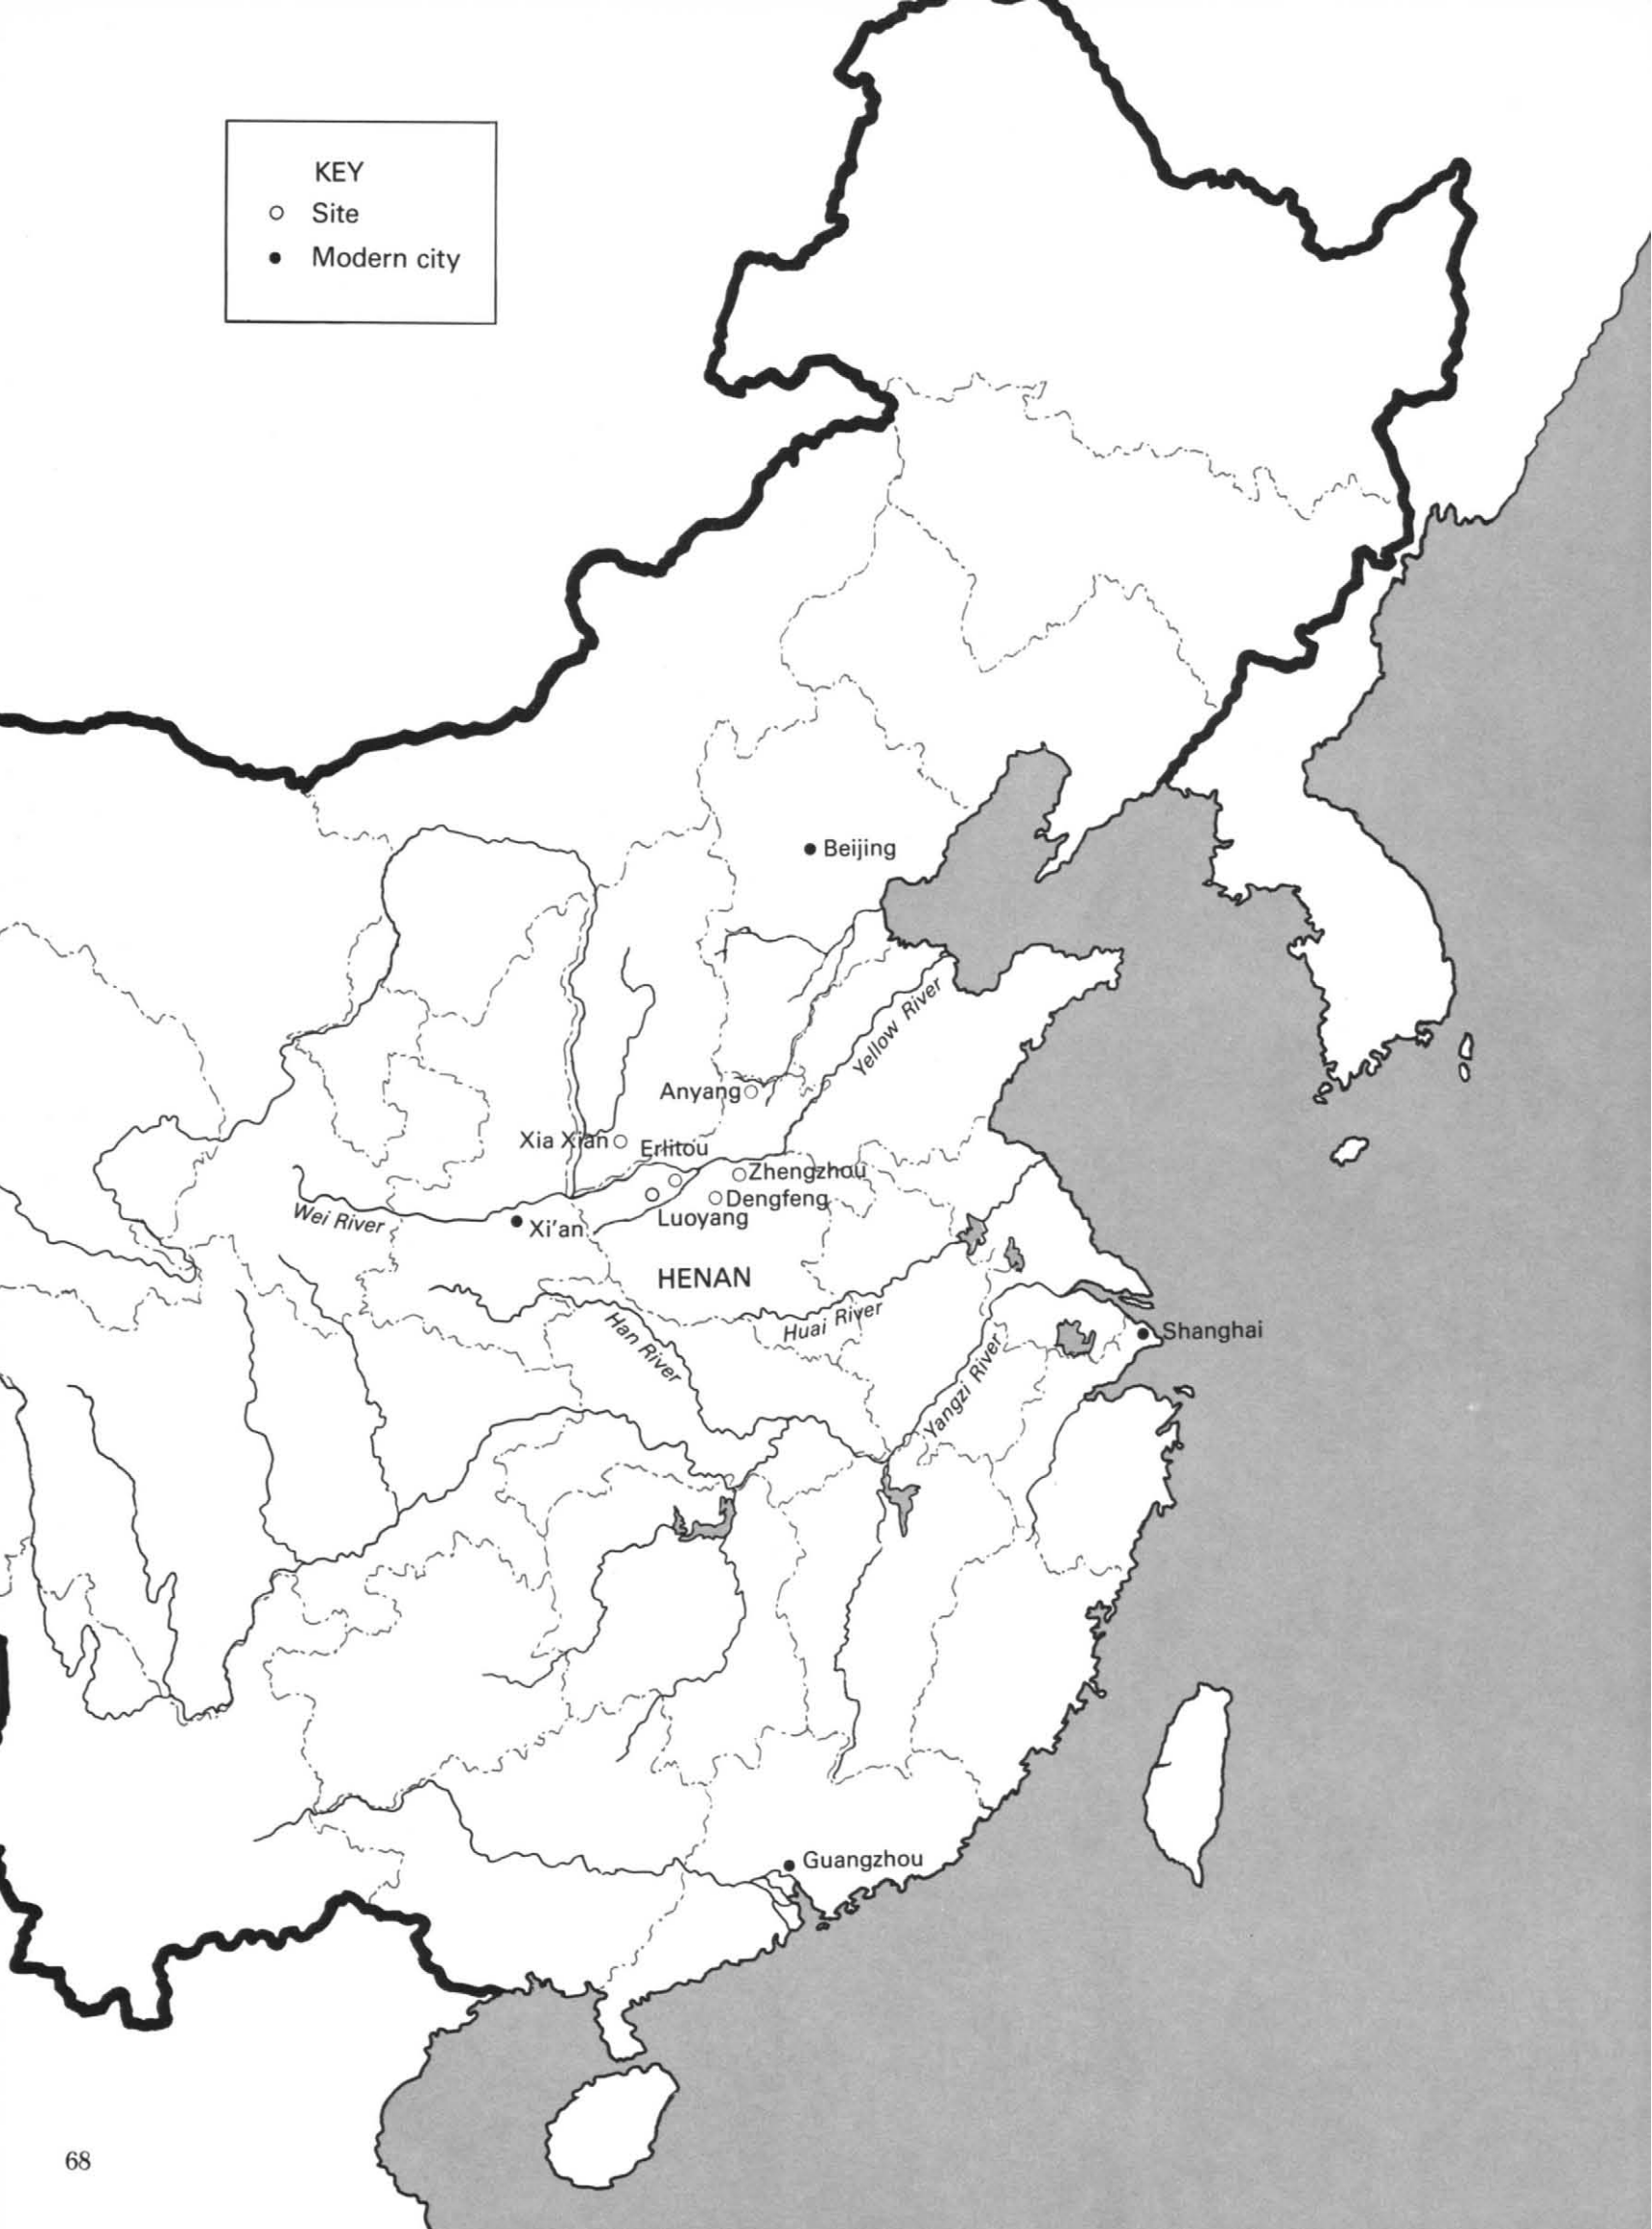 KEY
Site
Modern city
Beijing
Yellow River
Anyang
Xia Xian
Erlitou
Zhengzhou
Dengfeng
Luoyang
Wei River
Xi'an
HENAN
Han River
Huai River
Yangzi River
Shanghai
Guangzhou
68